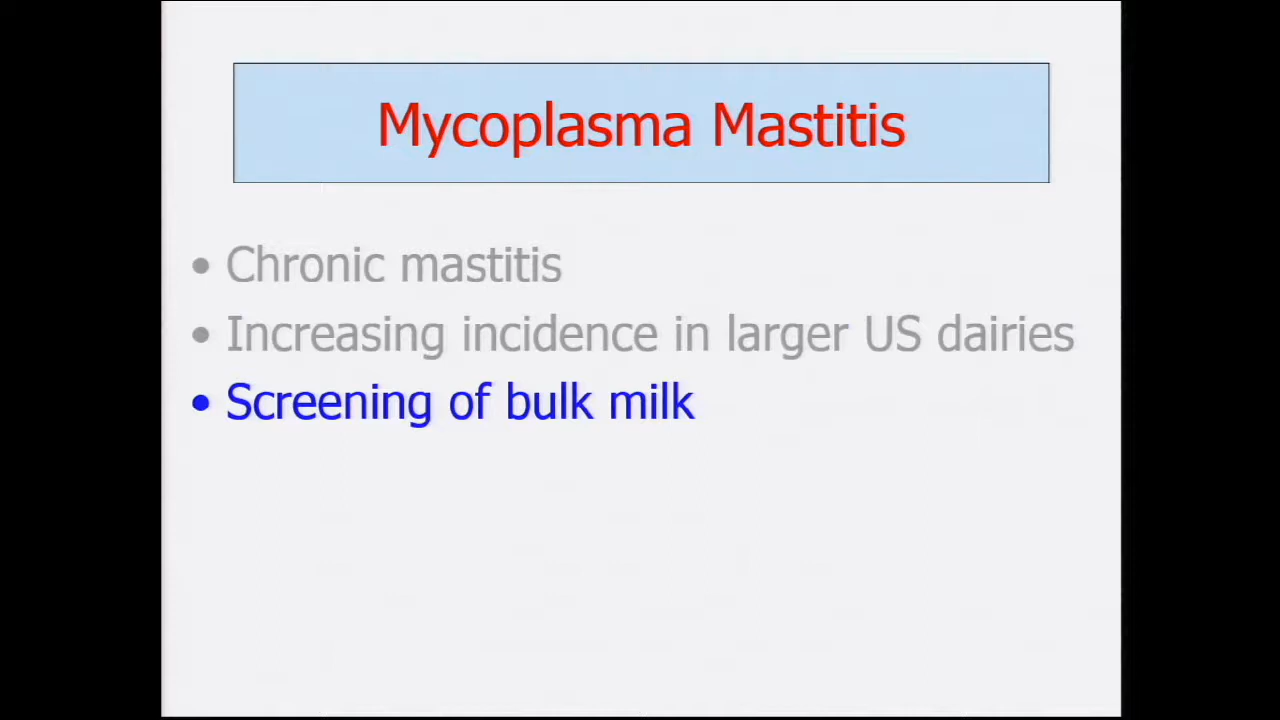 Mycoplasma Mastitis
• Chronic mastitis
• Increasing incidence in larger US dairies
• Screening of bulk milk